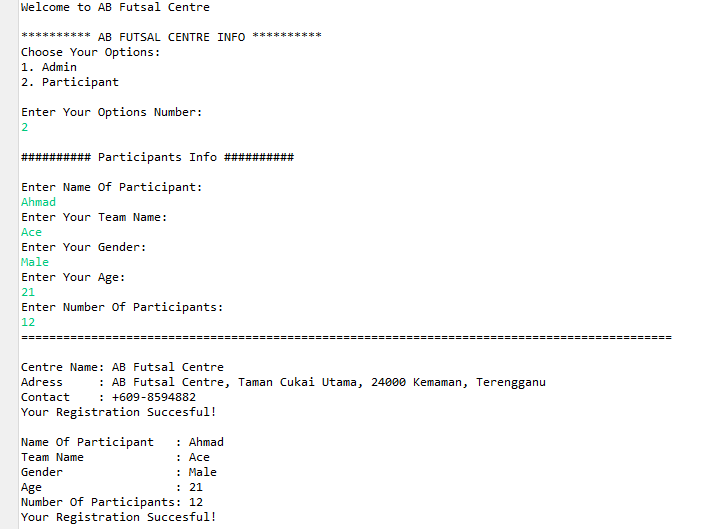 Welcome to AB Futsal Centre
********** AB FUTSAL CENTRE INFO **********
Choose Your Options:
1. Admin
2. Participant
Enter Your Options Number:
2
########## Participants Info ##########
Enter Name Of Participant:
Ahmad
Enter Your Team Name:
Ace
Enter Your Gender:
Male
Enter Your Age:
21
Enter Number Of Participants:
12
=============================================================================================
Centre Name: AB Futsal Centre
Adress     : AB Futsal Centre, Taman Cukai Utama, 24000 Kemaman, Terengganu
Contact    : +609-8594882
Your Registration Succesful!
Name Of Participant   : Ahmad
Team Name             : Ace
Gender                : Male
Age                   : 21
Number Of Participants: 12
Your Registration Succesful!